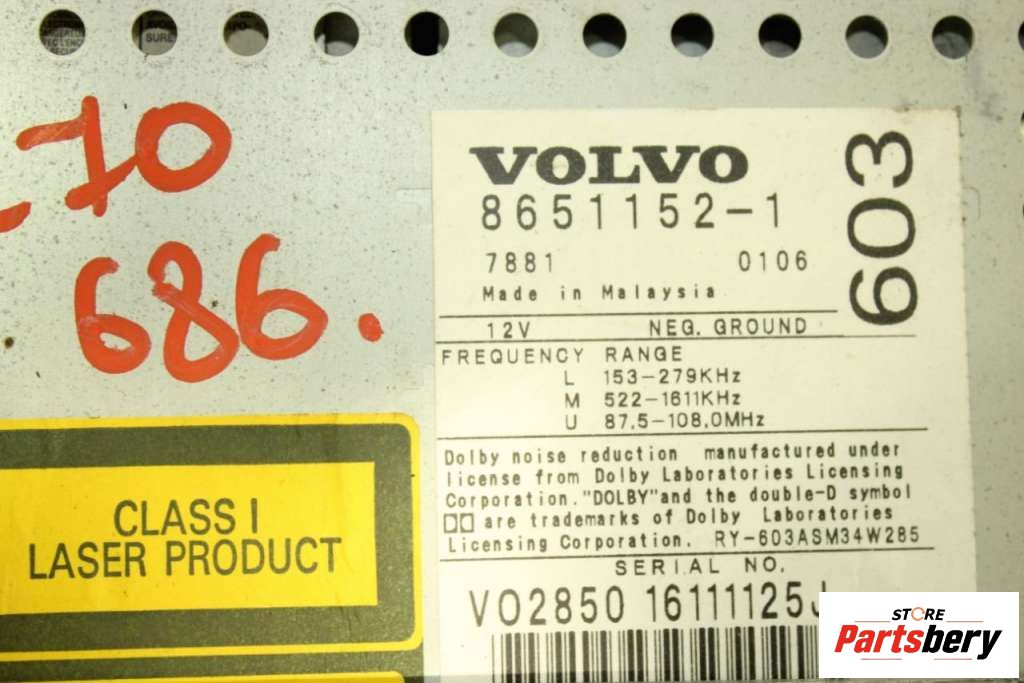 70
686.
VOLVO
8651152-1
7881 0106
Made in Malaysia
603
12V NEG. GROUND
FREQUENCY RANGE
L 153-279KHz
M 522-1611KHz
U 87.5-108.0MHz
Dolby noise reduction manufactured under
license from Dolby Laboratories Licensing
Corporation."DOLBY"and the double-D symbol
are trademarks of Dolby Laboratories
Licensing Corporation. RY-603ASM34W285
SERIAL NO.
VO2850 16111125J
CLASS I
LASER PRODUCT
STORE
Partsbery